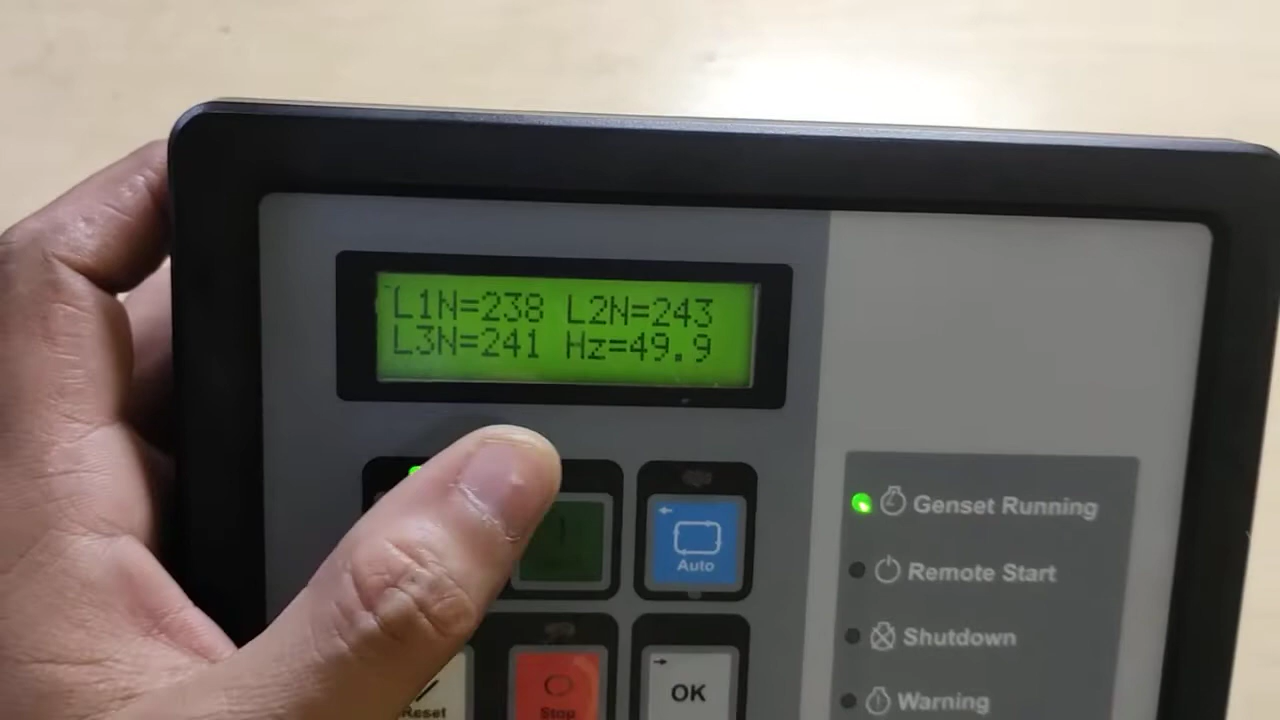 L1N=238 L2N=243
L3N=241 Hz=49.9
Auto
Reset
Stop
OK
Genset Running
Remote Start
Shutdown
Warning